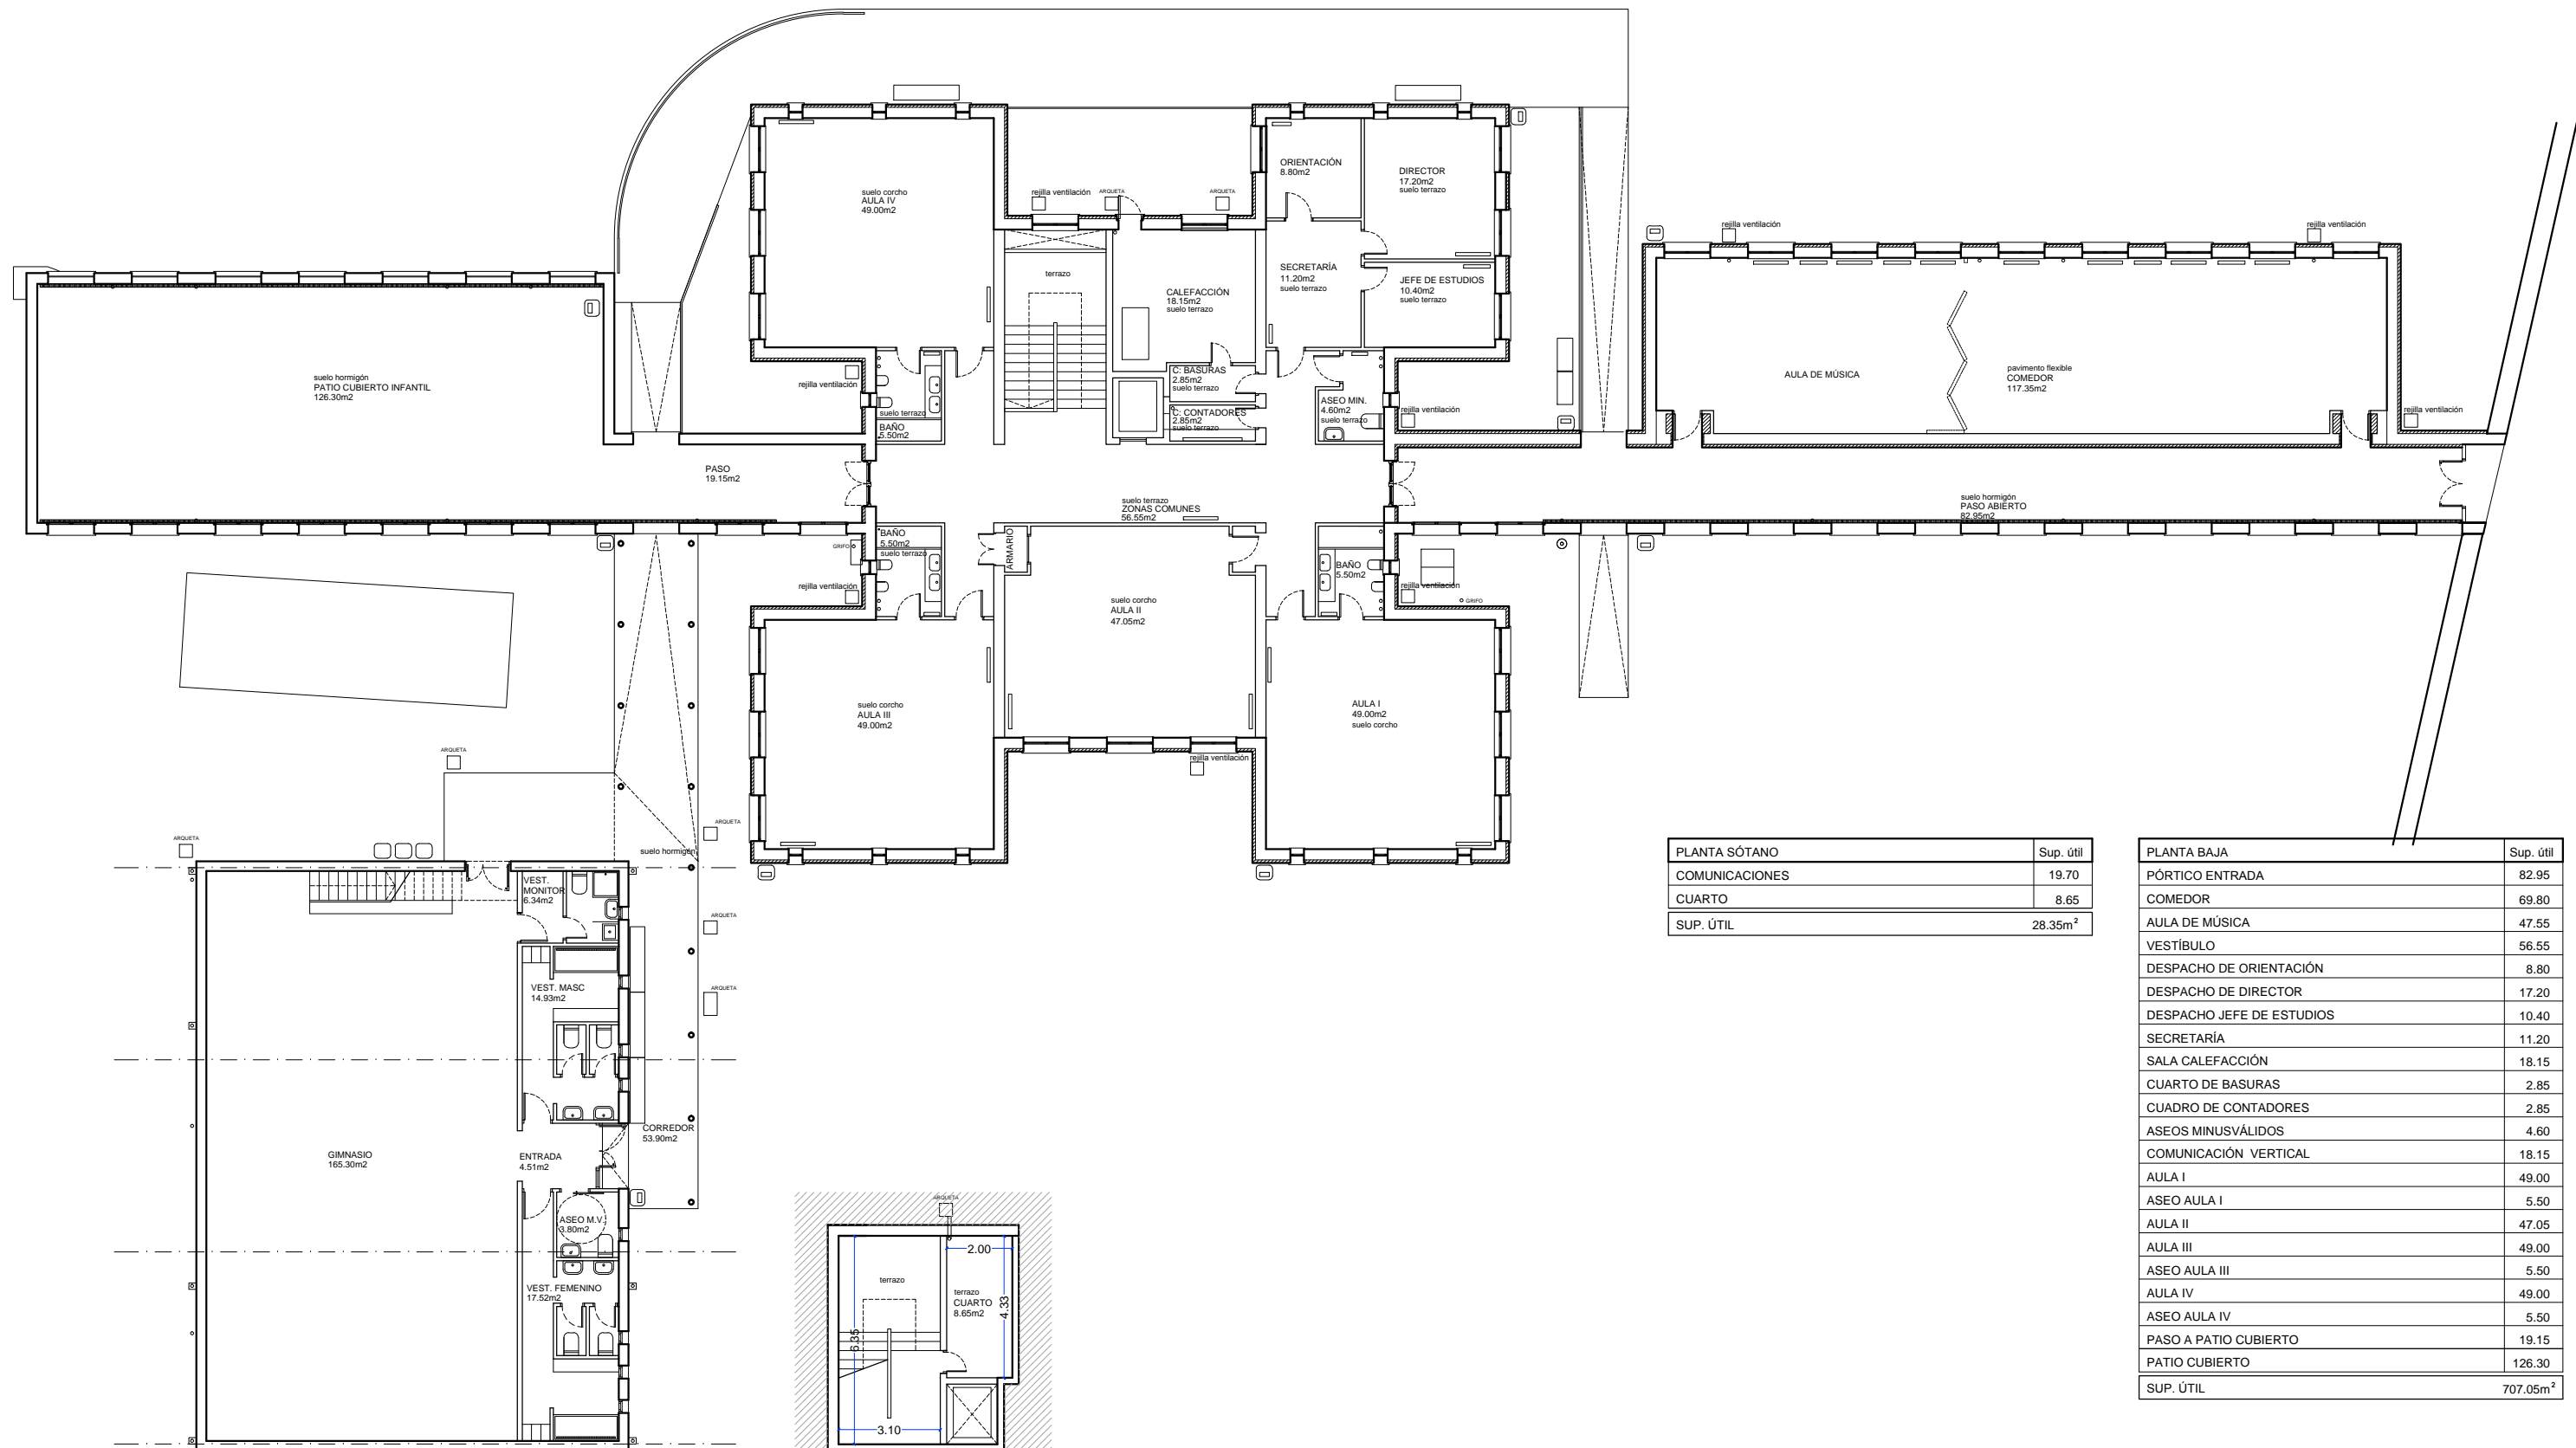 suelo corcho
AULA IV
49.00m2
rejilla ventilación
ARQUETA
ARQUETA
ORIENTACIÓN
8.80m2
DIRECTOR
17.20m2
suelo terrazo
rejilla ventilación
rejilla ventilación
terrazo
SECRETARÍA
11.20m2
suelo terrazo
JEFE DE ESTUDIOS
10.40m2
suelo terrazo
CALEFACCIÓN
18.15m2
suelo terrazo
suelo hormigón
PATIO CUBIERTO INFANTIL
126.30m2
rejilla ventilación
C: BASURAS
2.85m2
suelo terrazo
AULA DE MÚSICA
pavimento flexible
COMEDOR
117.35m2
suelo terrazo
BAÑO
5.50m2
C: CONTADORES
2.85m2
suelo terrazo
ASEO MIN.
4.60m2
suelo terrazo
rejilla ventilación
rejilla ventilación
PASO
19.15m2
suelo terrazo
ZONAS COMUNES
56.55m2
suelo hormigón
PASO ABIERTO
82.95m2
GRIFO
BAÑO
5.50m2
suelo terrazo
ARMARIO
BAÑO
5.50m2
rejilla ventilación
rejilla ventilación
GRIFO
suelo corcho
AULA II
47.05m2
suelo corcho
AULA III
49.00m2
AULA I
49.00m2
suelo corcho
rejilla ventilación
ARQUETA
ARQUETA
ARQUETA
suelo hormigón
VEST.
MONITOR
6.34m2
ARQUETA
VEST. MASC
14.93m2
ARQUETA
CORREDOR
53.90m2
GIMNASIO
165.30m2
ENTRADA
4.51m2
ASEO M.V.
3.80m2
VEST. FEMENINO
17.52m2
ARQUETA
2.00
terrazo
terrazo
CUARTO
8.65m2
4.33
6.35
3.10
PLANTA SÓTANO Sup. útil
COMUNICACIONES 19.70
CUARTO 8.65
SUP. ÚTIL 28.35m²
PLANTA BAJA Sup. útil
PÓRTICO ENTRADA 82.95
COMEDOR 69.80
AULA DE MÚSICA 47.55
VESTÍBULO 56.55
DESPACHO DE ORIENTACIÓN 8.80
DESPACHO DE DIRECTOR 17.20
DESPACHO JEFE DE ESTUDIOS 10.40
SECRETARÍA 11.20
SALA CALEFACCIÓN 18.15
CUARTO DE BASURAS 2.85
CUADRO DE CONTADORES 2.85
ASEOS MINUSVÁLIDOS 4.60
COMUNICACIÓN VERTICAL 18.15
AULA I 49.00
ASEO AULA I 5.50
AULA II 47.05
AULA III 49.00
ASEO AULA III 5.50
AULA IV 49.00
ASEO AULA IV 5.50
PASO A PATIO CUBIERTO 19.15
PATIO CUBIERTO 126.30
SUP. ÚTIL 707.05m²